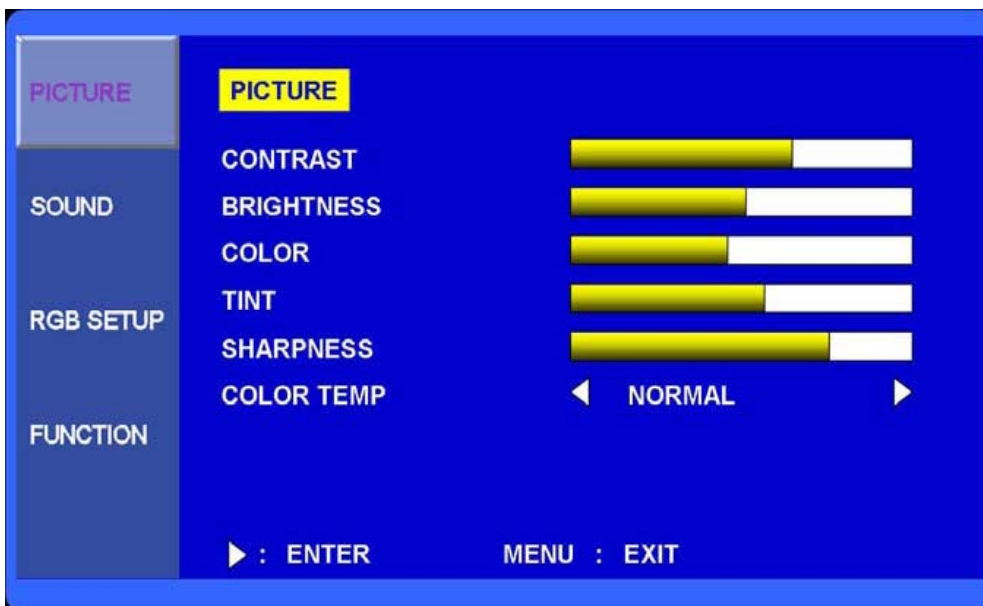 PICTURE
SOUND
RGB SETUP
FUNCTION
PICTURE
CONTRAST
BRIGHTNESS
COLOR
TINT
SHARPNESS
COLOR TEMP NORMAL
: ENTER MENU : EXIT